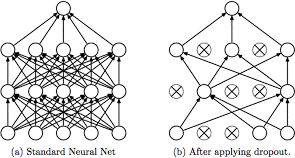 (a) Standard Neural Net
(b) After applying dropout.